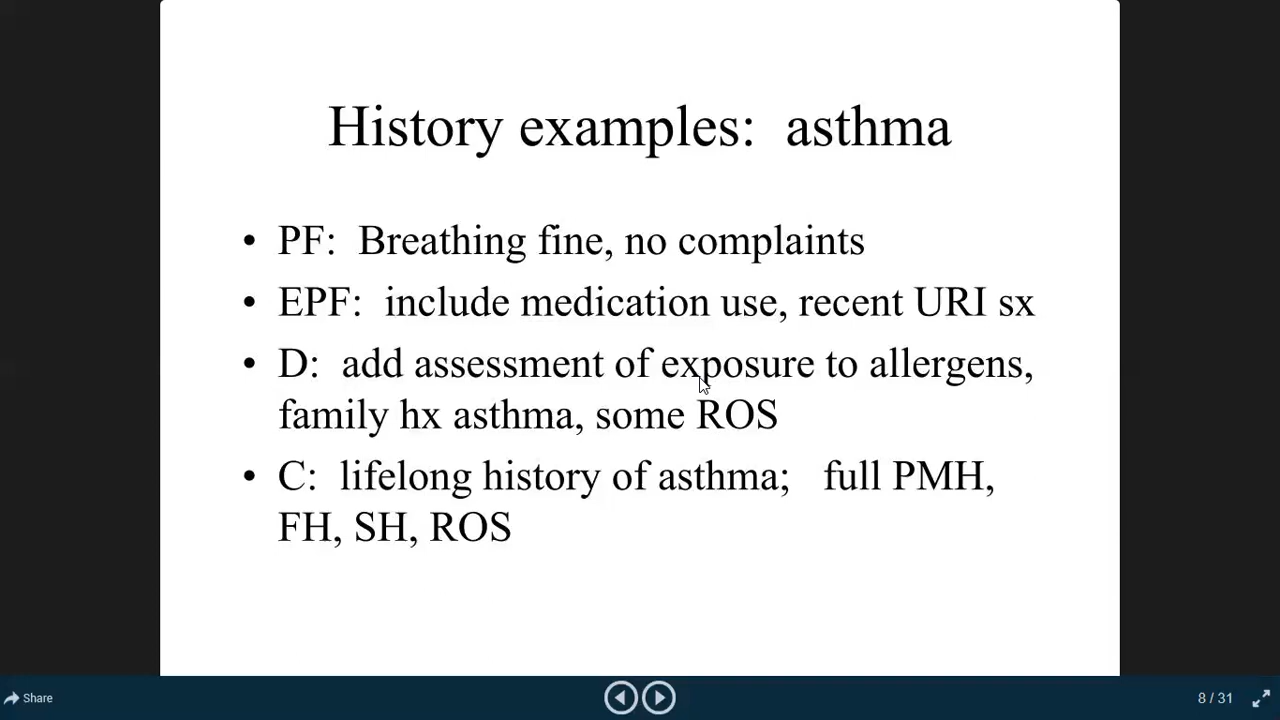 History examples:  asthma
• PF:  Breathing fine, no complaints
• EPF:  include medication use, recent URI sx
• D:  add assessment of exposure to allergens,
family hx asthma, some ROS
• C:  lifelong history of asthma;   full PMH,
FH, SH, ROS
Share
8 / 31